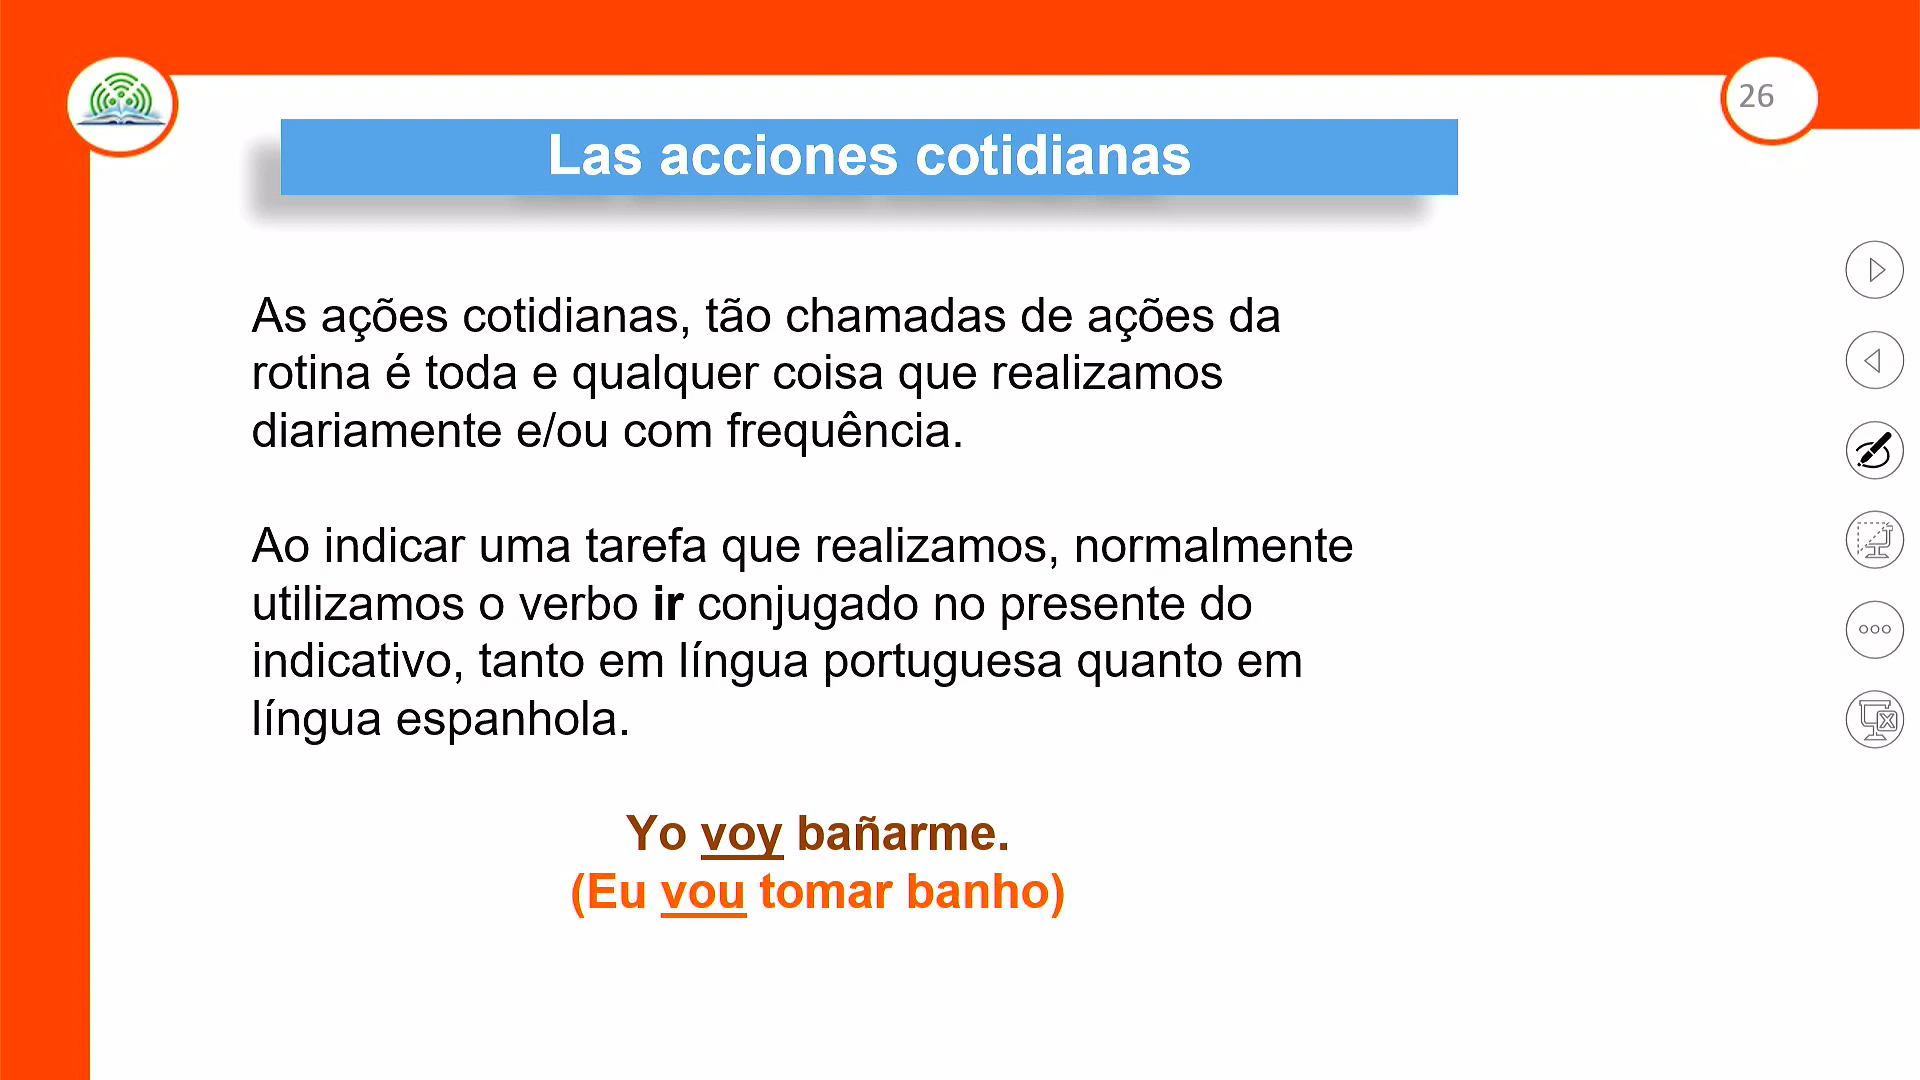 26
Las acciones cotidianas
As ações cotidianas, tão chamadas de ações da
rotina é toda e qualquer coisa que realizamos
diariamente e/ou com frequência.
Ao indicar uma tarefa que realizamos, normalmente
utilizamos o verbo ir conjugado no presente do
indicativo, tanto em língua portuguesa quanto em
língua espanhola.
Yo voy bañarme.
(Eu vou tomar banho)